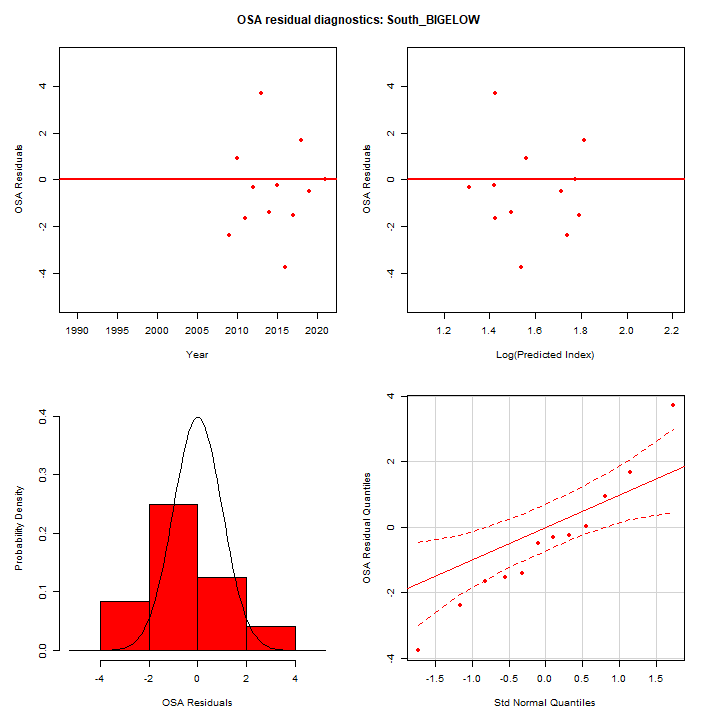 OSA residual diagnostics: South_BIGELOW
OSA Residuals
4
2
0
-2
-4
1990 1995 2000 2005 2010 2015 2020
Year
OSA Residuals
4
2
0
-2
-4
1.2 1.4 1.6 1.8 2.0 2.2
Log(Predicted Index)
Probability Density
0.4
0.3
0.2
0.1
0.0
-4 -2 0 2 4
OSA Residuals
OSA Residual Quantiles
4
2
0
-2
-4
-1.5 -1.0 -0.5 0.0 0.5 1.0 1.5
Std Normal Quantiles